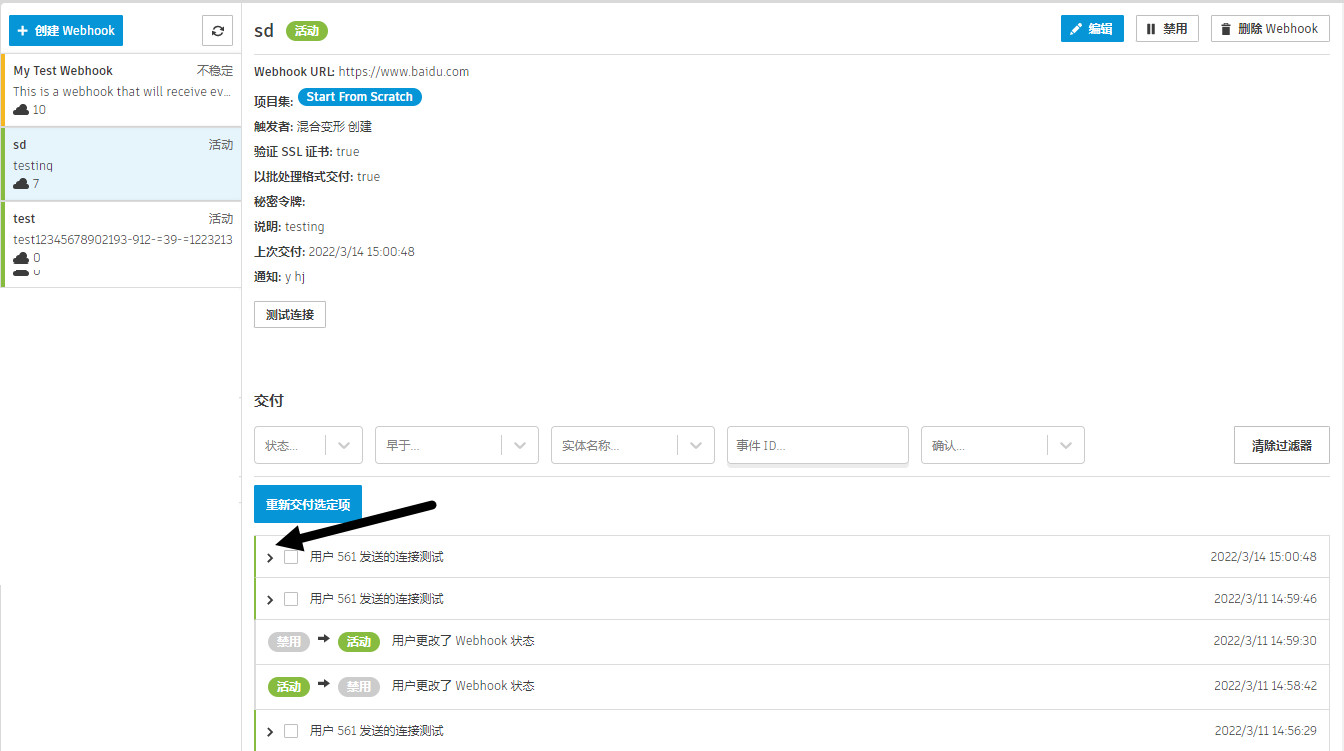 创建 Webhook
My Test Webhook 不稳定
This is a webhook that will receive ev...
10
sd 活动
testing
7
test 活动
test12345678902193-912-=39-=1223213
0
sd 活动
编辑 禁用 删除 Webhook
Webhook URL: https://www.baidu.com
项目集: Start From Scratch
触发者: 混合变形 创建
验证 SSL 证书: true
以批处理格式交付: true
秘密令牌:
说明: testing
上次交付: 2022/3/14 15:00:48
通知: y hj
测试连接
交付
状态... 早于... 实体名称... 事件 ID... 确认... 清除过滤器
重新交付选定项
用户 561 发送的连接测试 2022/3/14 15:00:48
用户 561 发送的连接测试 2022/3/11 14:59:46
禁用 活动 用户更改了 Webhook 状态 2022/3/11 14:59:30
活动 禁用 用户更改了 Webhook 状态 2022/3/11 14:58:42
用户 561 发送的连接测试 2022/3/11 14:56:29